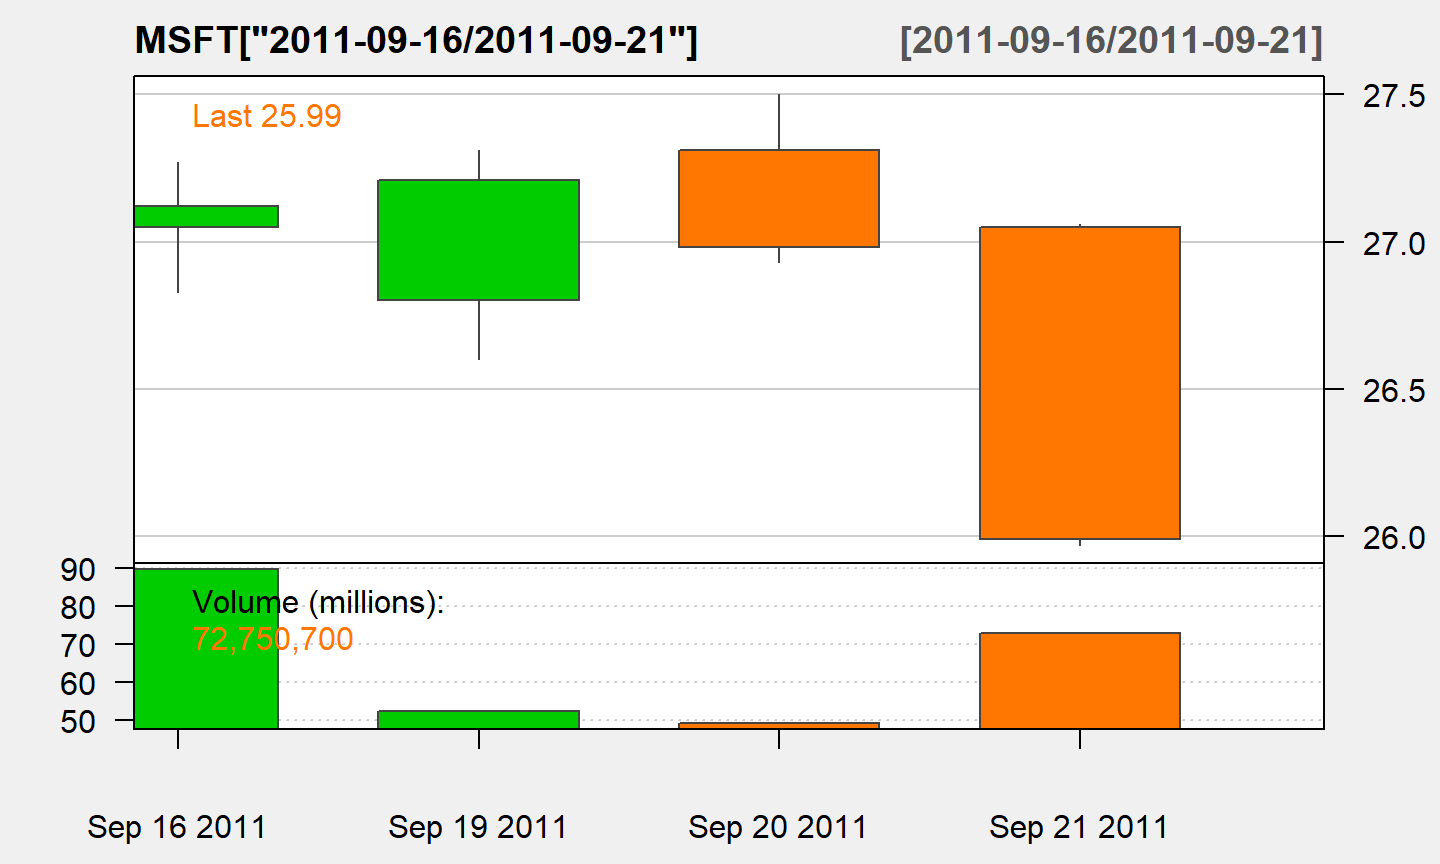 MSFT["2011-09-16/2011-09-21"]
[2011-09-16/2011-09-21]
Last 25.99
27.5
27.0
26.5
26.0
90
80
70
60
50
Volume (millions):
72,750,700
Sep 16 2011
Sep 19 2011
Sep 20 2011
Sep 21 2011